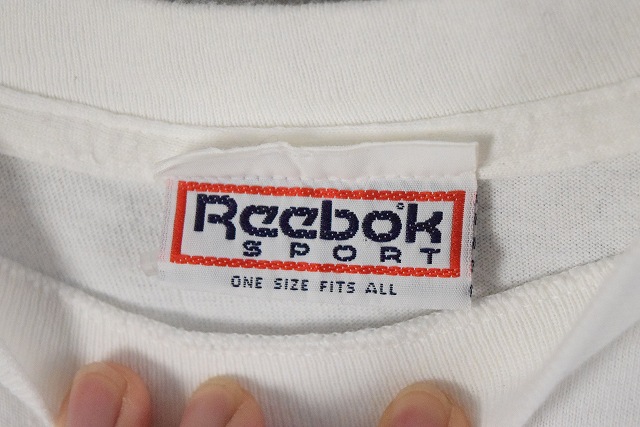 Reebok
SPORT
ONE SIZE FITS ALL